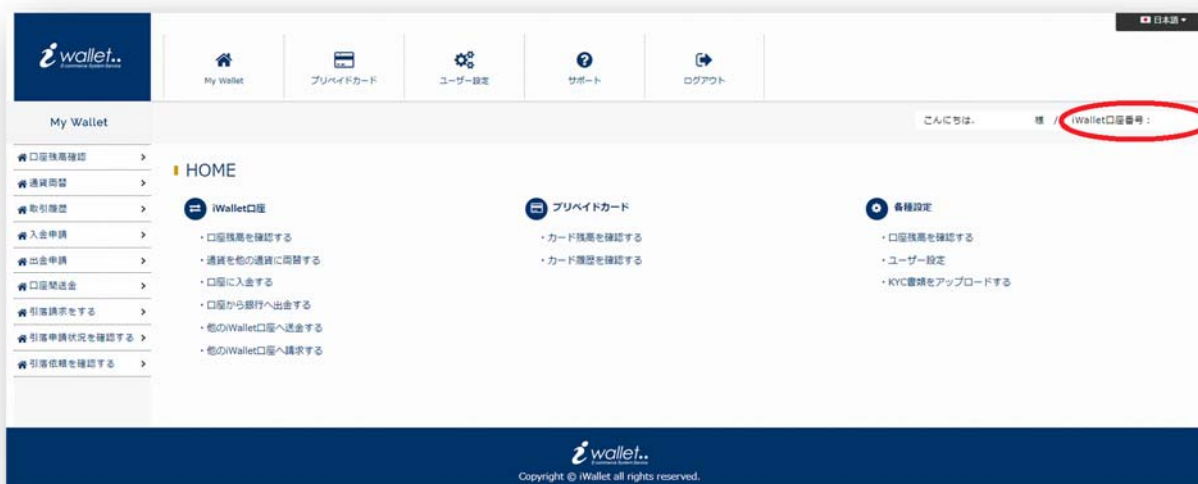 日本語
i wallet..
E-commerce System Service
My Wallet
プリペイドカード
ユーザー設定
サポート
ログアウト
My Wallet
こんにちは、 様 / iWallet口座番号：
口座残高確認
通貨両替
取引履歴
入金申請
出金申請
口座間送金
引落請求をする
引落申請状況を確認する
引落依頼を確認する
HOME
iWallet口座
・口座残高を確認する
・通貨を他の通貨に両替する
・口座に入金する
・口座から銀行へ出金する
・他のiWallet口座へ送金する
・他のiWallet口座へ請求する
プリペイドカード
・カード残高を確認する
・カード履歴を確認する
各種設定
・口座残高を確認する
・ユーザー設定
・KYC書類をアップロードする
i wallet..
E-commerce System Service
Copyright © iWallet all rights reserved.